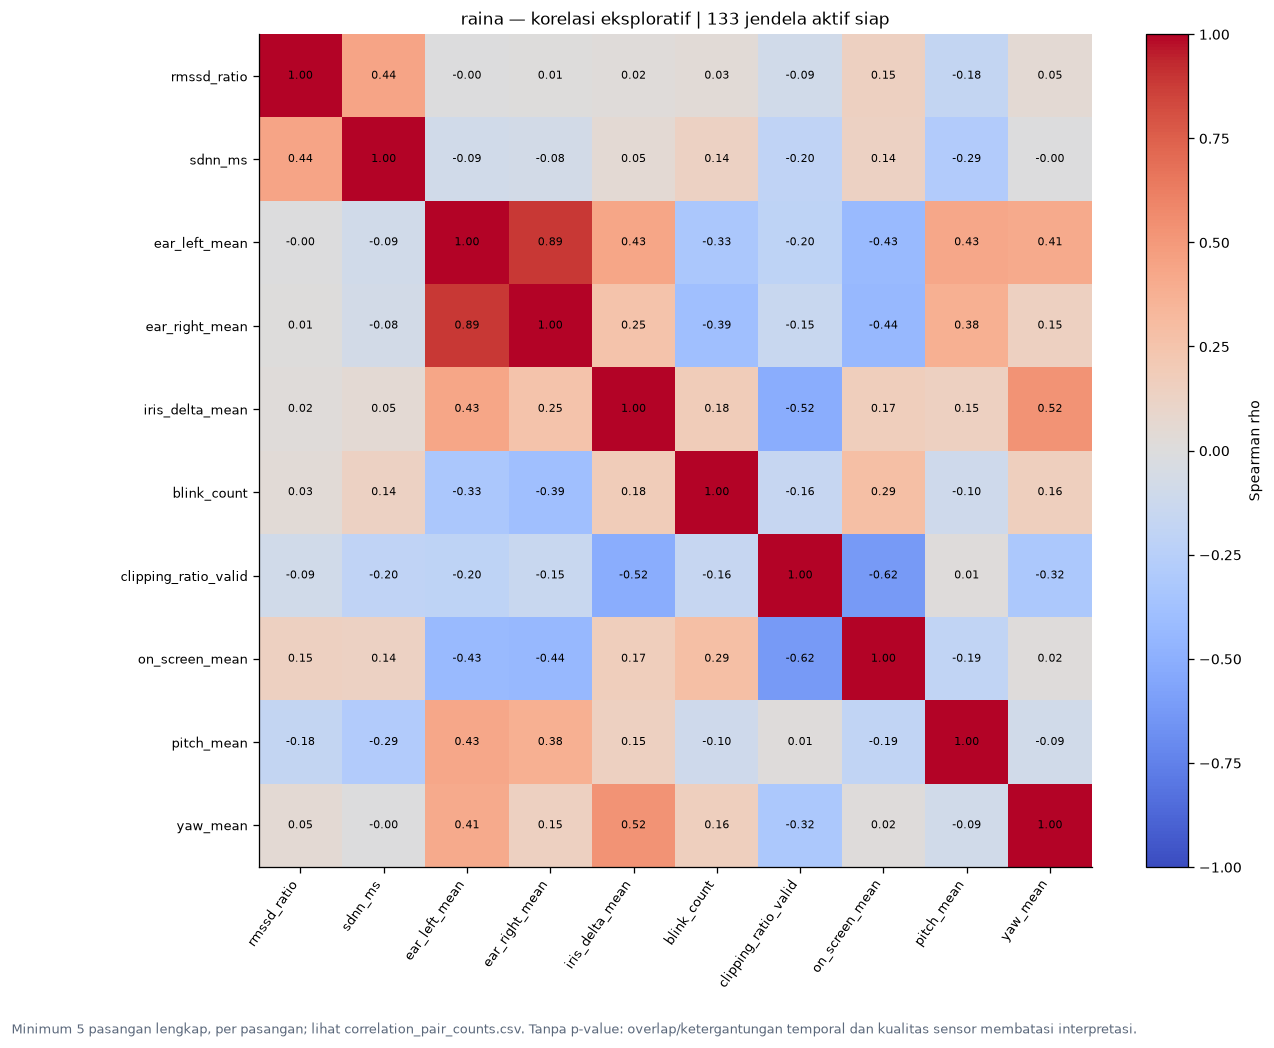 raina — korelasi eksploratif | 133 jendela aktif siap
rmssd_ratio 1.00 0.44 -0.00 0.01 0.02 0.03 -0.09 0.15 -0.18 0.05
sdnn_ms 0.44 1.00 -0.09 -0.08 0.05 0.14 -0.20 0.14 -0.29 -0.00
ear_left_mean -0.00 -0.09 1.00 0.89 0.43 -0.33 -0.20 -0.43 0.43 0.41
ear_right_mean 0.01 -0.08 0.89 1.00 0.25 -0.39 -0.15 -0.44 0.38 0.15
iris_delta_mean 0.02 0.05 0.43 0.25 1.00 0.18 -0.52 0.17 0.15 0.52
blink_count 0.03 0.14 -0.33 -0.39 0.18 1.00 -0.16 0.29 -0.10 0.16
clipping_ratio_valid -0.09 -0.20 -0.20 -0.15 -0.52 -0.16 1.00 -0.62 0.01 -0.32
on_screen_mean 0.15 0.14 -0.43 -0.44 0.17 0.29 -0.62 1.00 -0.19 0.02
pitch_mean -0.18 -0.29 0.43 0.38 0.15 -0.10 0.01 -0.19 1.00 -0.09
yaw_mean 0.05 -0.00 0.41 0.15 0.52 0.16 -0.32 0.02 -0.09 1.00
rmssd_ratio sdnn_ms ear_left_mean ear_right_mean iris_delta_mean blink_count clipping_ratio_valid on_screen_mean pitch_mean yaw_mean
1.00
0.75
0.50
0.25
0.00
−0.25
−0.50
−0.75
−1.00
Spearman rho
Minimum 5 pasangan lengkap, per pasangan; lihat correlation_pair_counts.csv. Tanpa p-value: overlap/ketergantungan temporal dan kualitas sensor membatasi interpretasi.